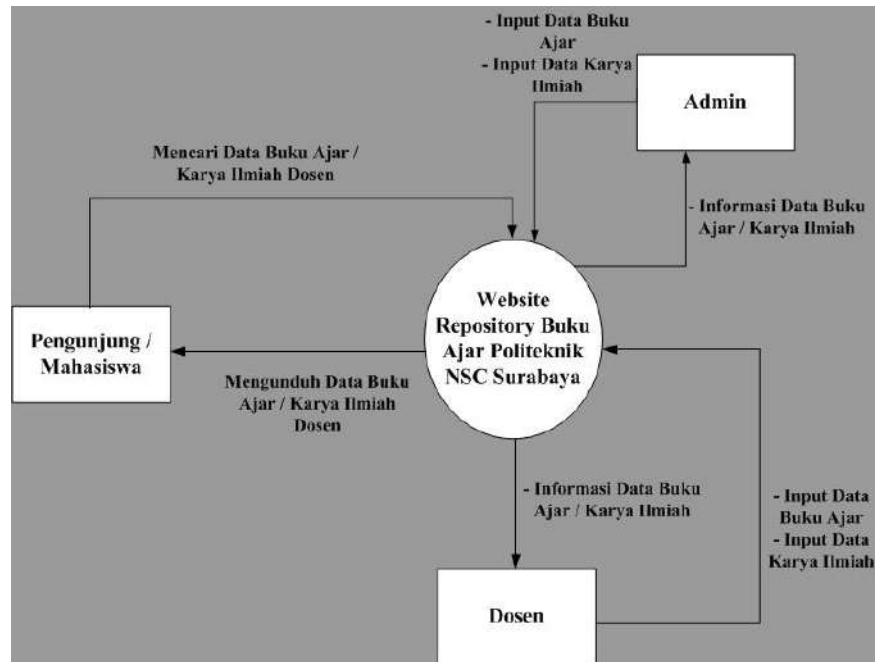 - Input Data Buku
Ajar
- Input Data Karya
Ilmiah
Admin
Mencari Data Buku Ajar /
Karya Ilmiah Dosen
- Informasi Data Buku
Ajar / Karya Ilmiah
Website
Repository Buku
Ajar Politeknik
NSC Surabaya
Pengunjung /
Mahasiswa
Mengunduh Data Buku
Ajar / Karya Ilmiah
Dosen
- Informasi Data Buku
Ajar / Karya Ilmiah
- Input Data
Buku Ajar
- Input Data
Karya Ilmiah
Dosen